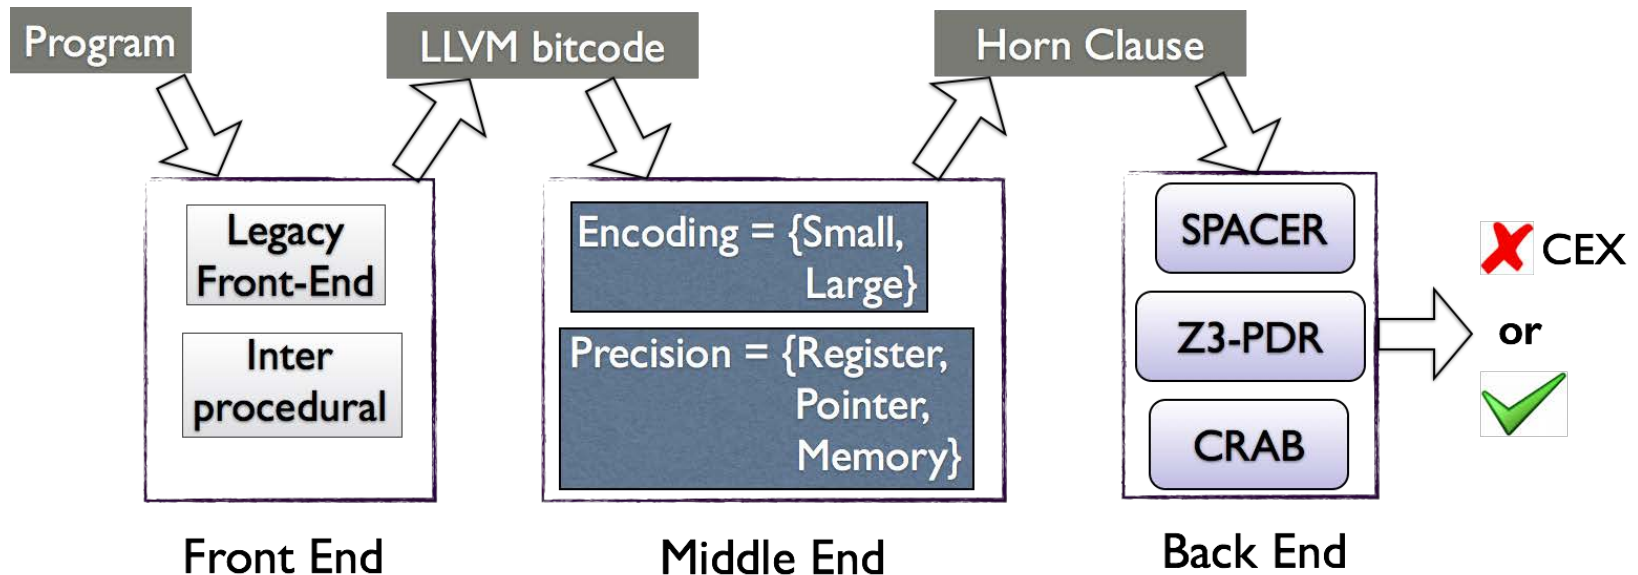 Program
LLVM bitcode
Horn Clause
Legacy
Front-End
Inter
procedural
Encoding = {Small,
Large}
Precision = {Register,
Pointer,
Memory}
SPACER
Z3-PDR
CRAB
CEX
or
Front End
Middle End
Back End